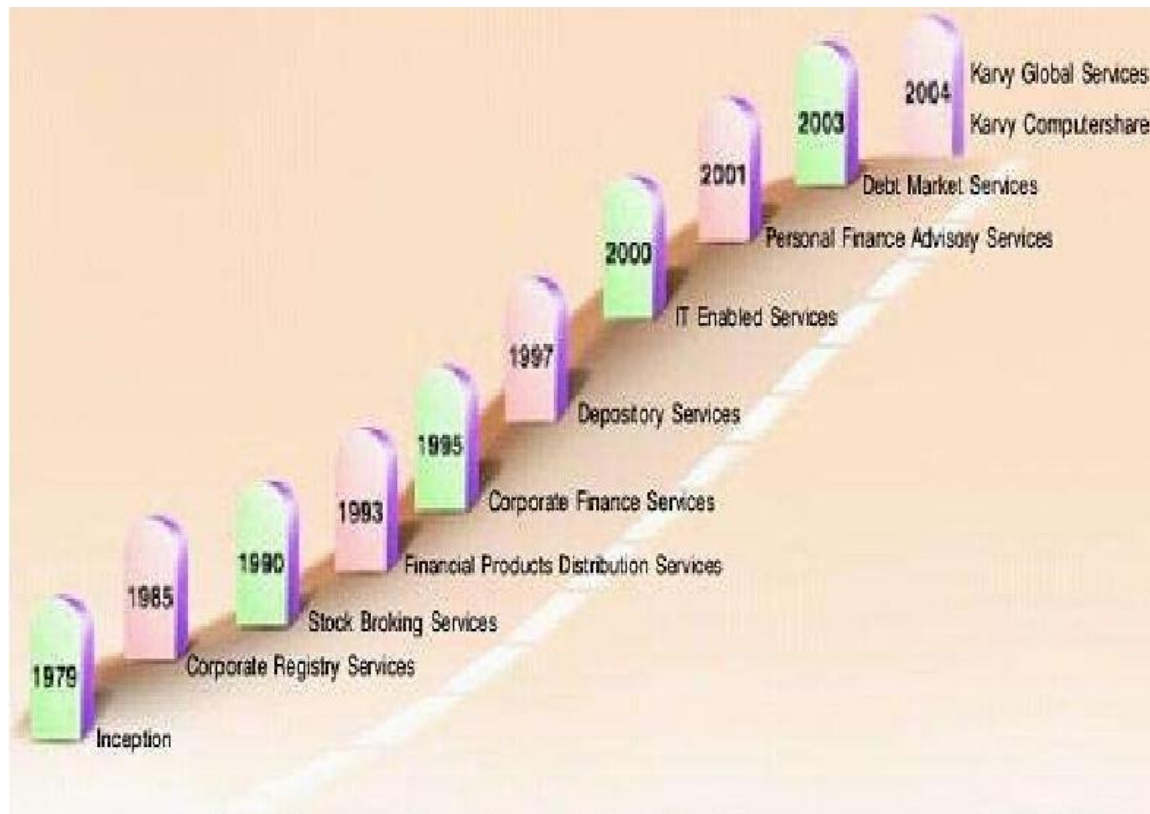 1979
Inception
1985
Corporate Registry Services
1990
Stock Broking Services
1993
Financial Products Distribution Services
1995
Corporate Finance Services
1997
Depository Services
2000
IT Enabled Services
2001
Personal Finance Advisory Services
2003
Debt Market Services
2004
Karvy Global Services
Karvy Computershare